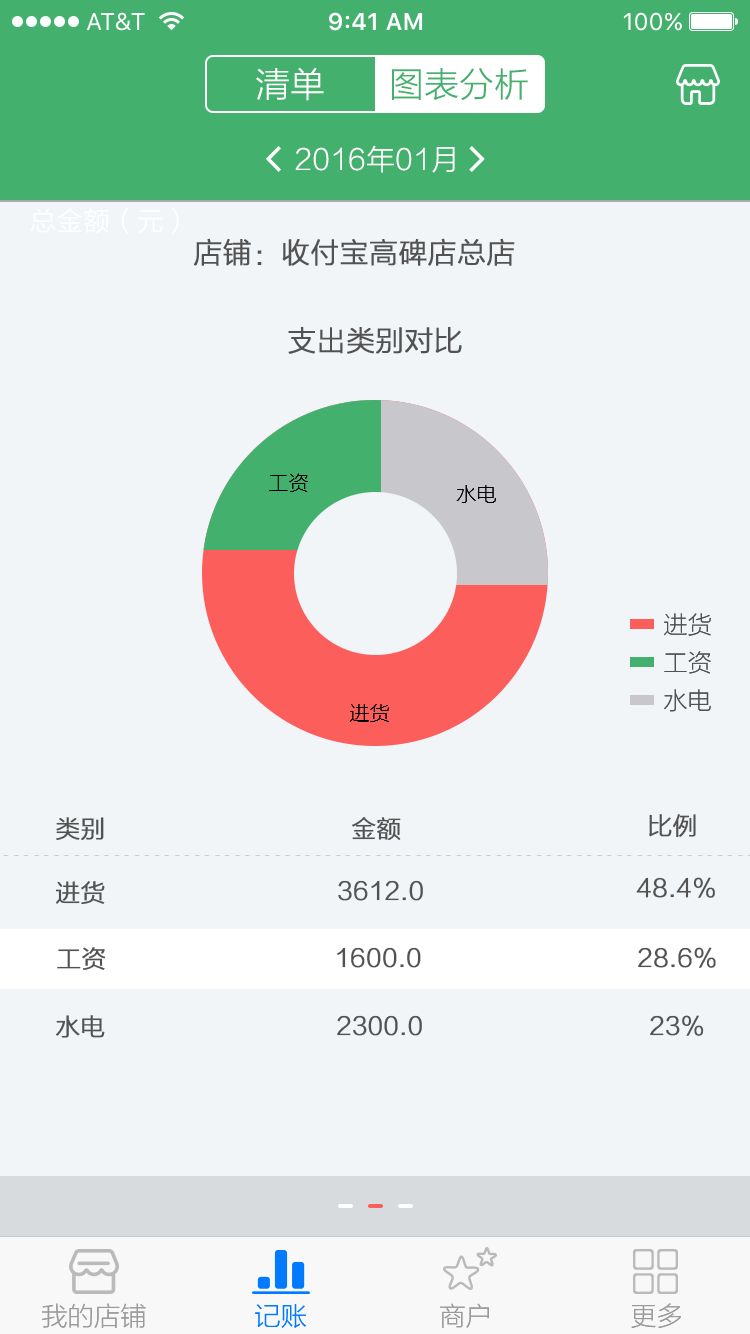 AT&T 9:41 AM 100%
清单 图表分析
2016年01月
总金额（元）
店铺：收付宝高碑店总店
支出类别对比
工资 水电
进货
进货
工资
水电
类别 金额 比例
进货 3612.0 48.4%
工资 1600.0 28.6%
水电 2300.0 23%
我的店铺 记账 商户 更多